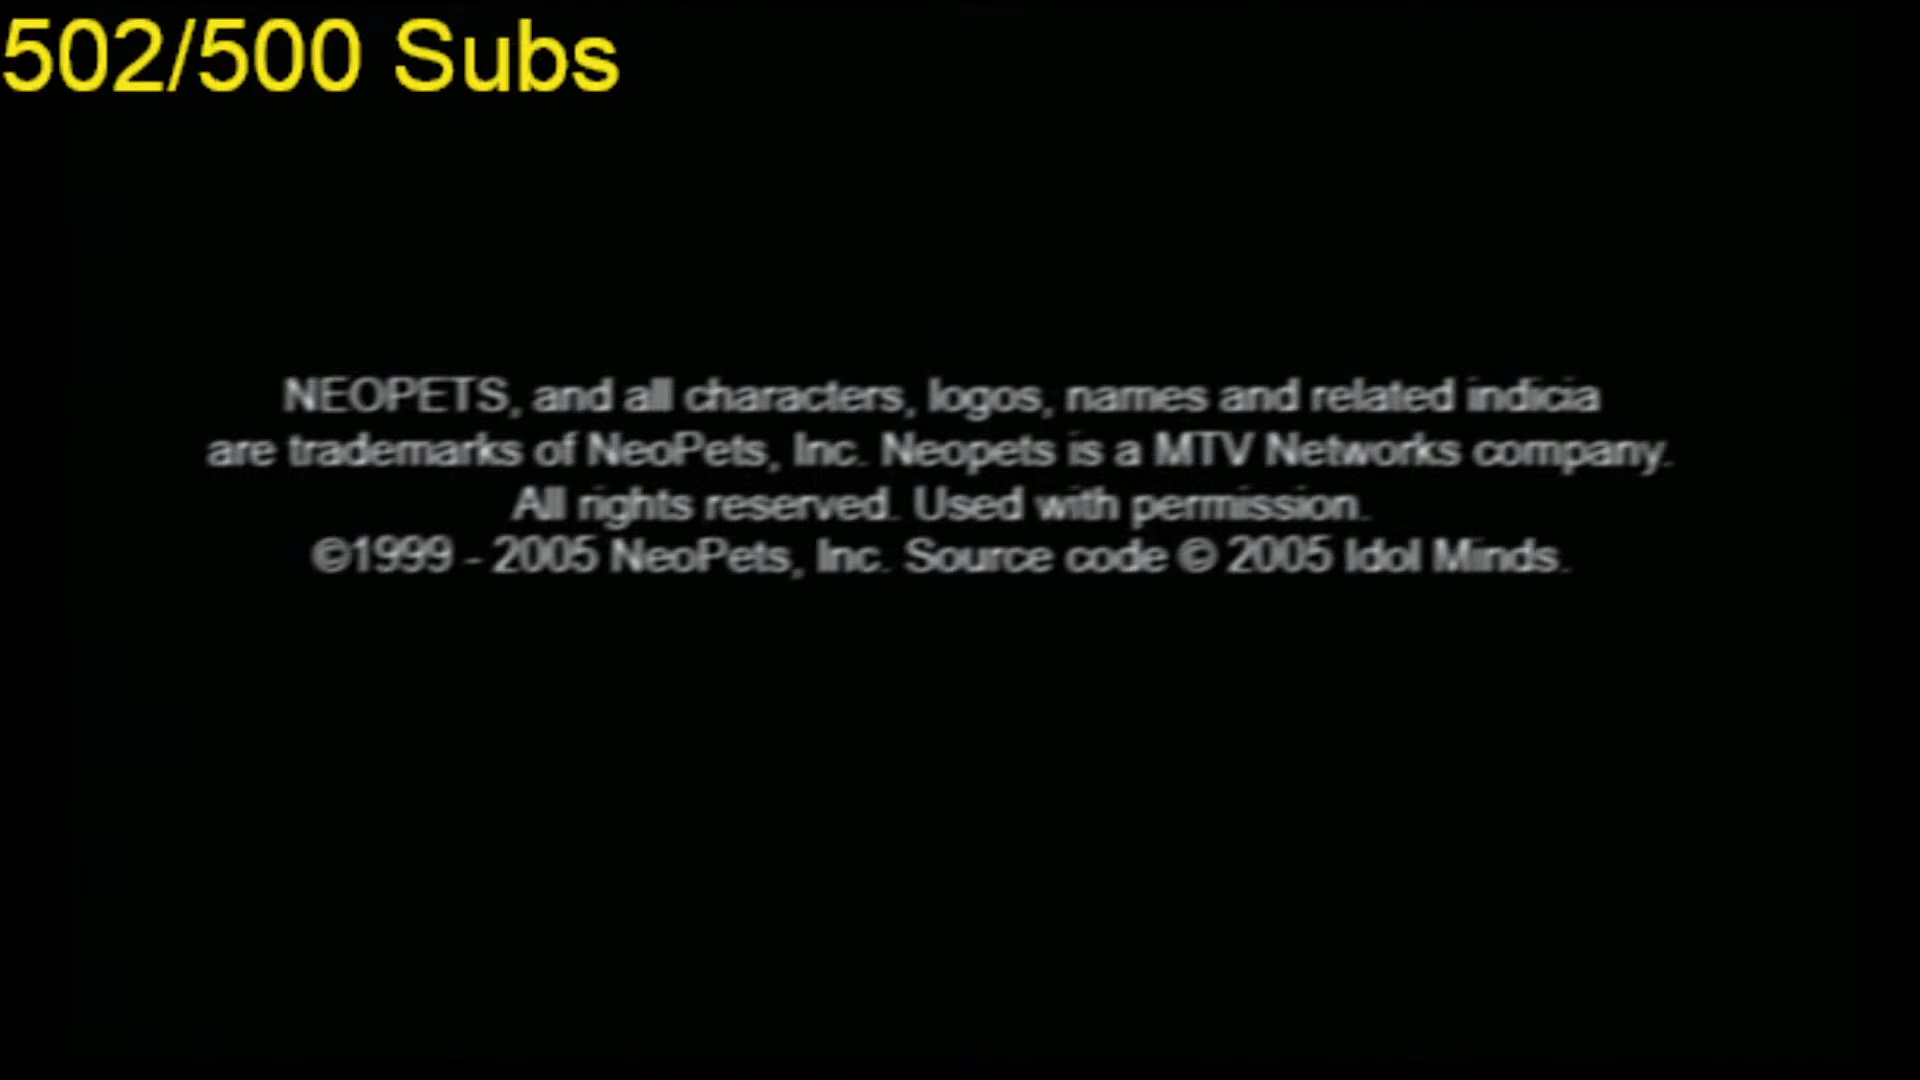 502/500 Subs
NEOPETS, and all characters, logos, names and related indicia
are trademarks of NeoPets, Inc. Neopets is a MTV Networks company.
All rights reserved. Used with permission.
©1999 - 2005 NeoPets, Inc. Source code © 2005 Idol Minds.